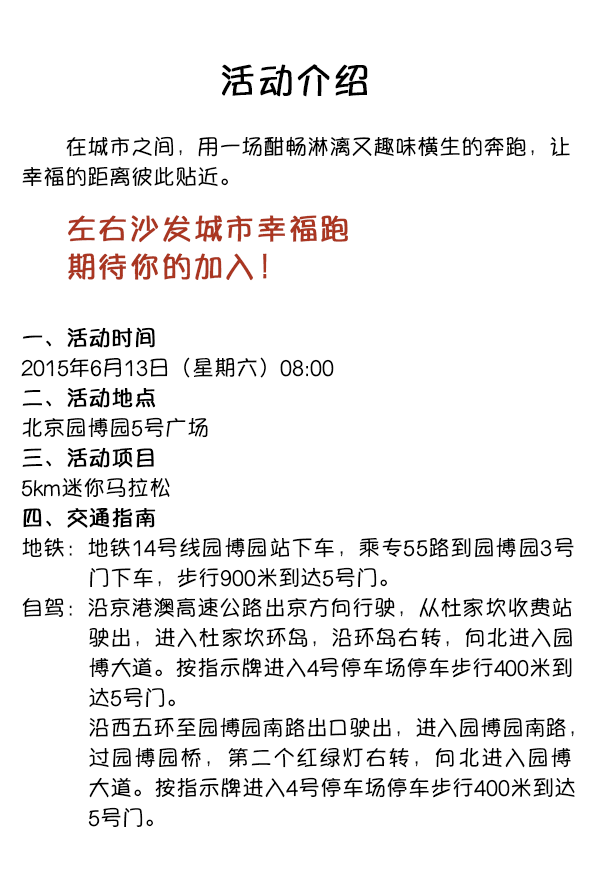 活动介绍
在城市之间，用一场酣畅淋漓又趣味横生的奔跑，让
幸福的距离彼此贴近。
左右沙发城市幸福跑
期待你的加入！
一、活动时间
2015年6月13日（星期六）08:00
二、活动地点
北京园博园5号广场
三、活动项目
5km迷你马拉松
四、交通指南
地铁：地铁14号线园博园站下车，乘专55路到园博园3号
门下车，步行900米到达5号门。
自驾：沿京港澳高速公路出京方向行驶，从杜家坎收费站
驶出，进入杜家坎环岛，沿环岛右转，向北进入园
博大道。按指示牌进入4号停车场停车步行400米到
达5号门。
沿西五环至园博园南路出口驶出，进入园博园南路，
过园博园桥，第二个红绿灯右转，向北进入园博
大道。按指示牌进入4号停车场停车步行400米到达
5号门。